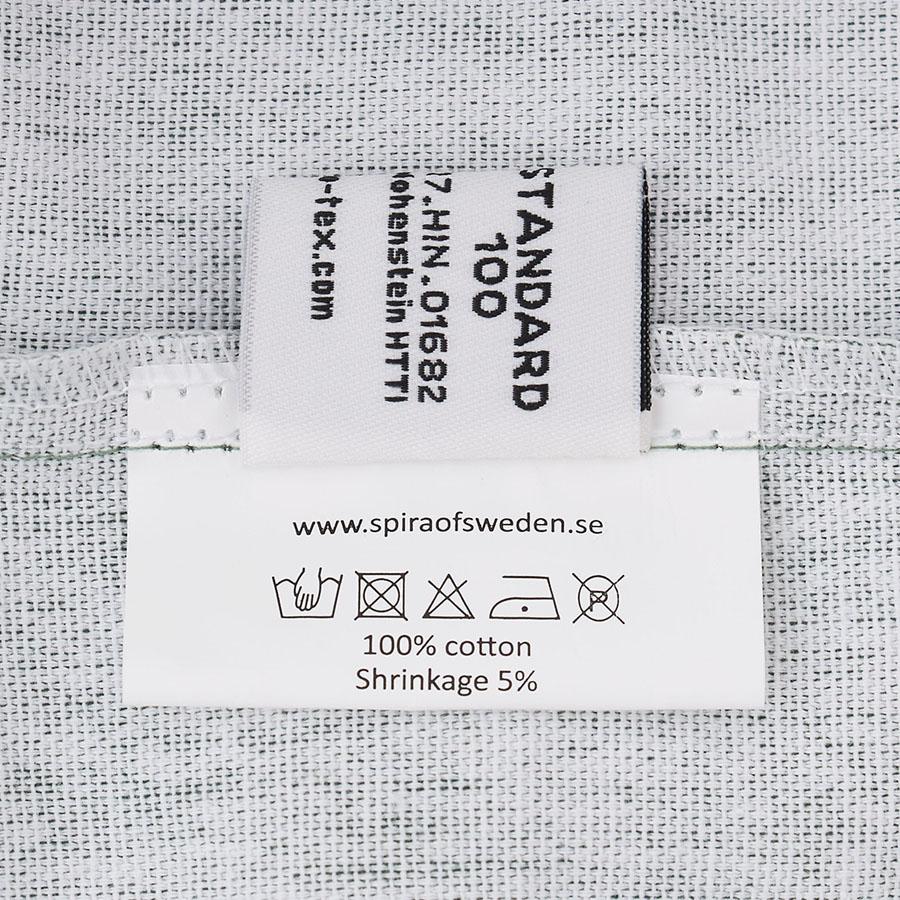 STANDARD
100
7.HIN..01682
Hohenstein HTTI
-tex.com
www.spiraofsweden.se
P
100% cotton
Shrinkage 5%